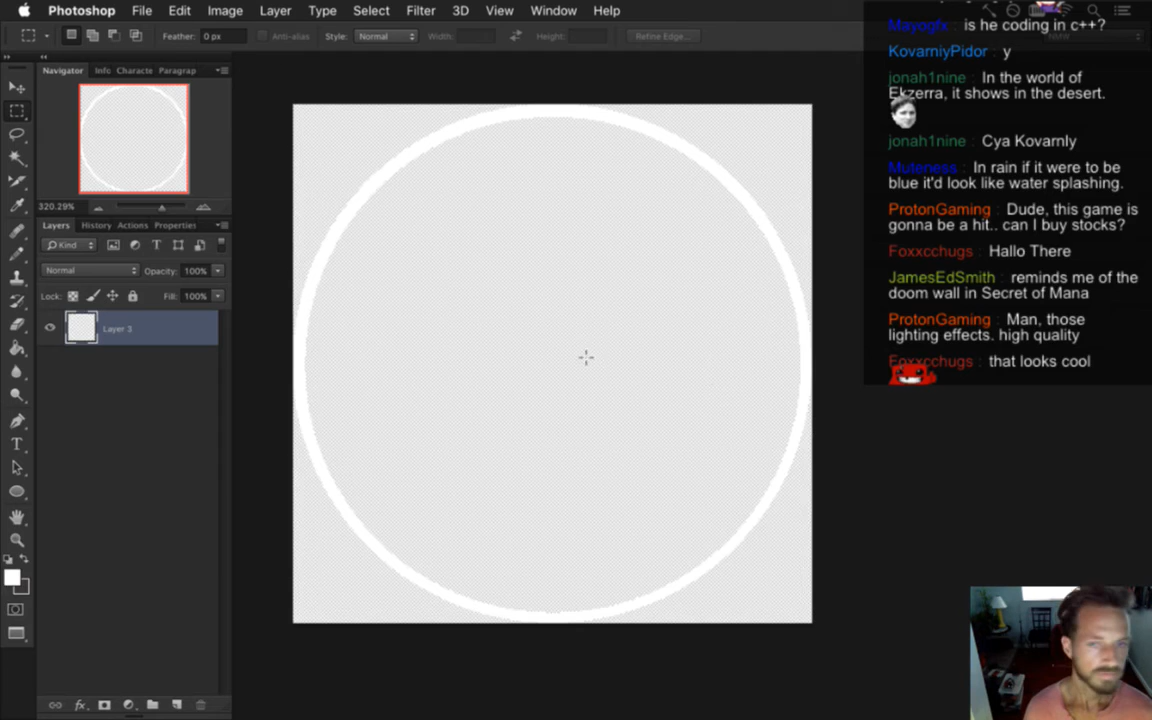 Photoshop File Edit Image Layer Type Select Filter 3D View Window Help
Feather: 0 px Anti-alias Style: Normal Width: Height: Refine Edge...
Navigator Info Characte Paragrap
320.29%
Layers History Actions Properties
Kind
Normal Opacity: 100%
Lock: Fill: 100%
Layer 3
fx
Mayogfx : is he coding in c++?
KovarniyPidor : y
jonah1nine : In the world of
Ekzerra, it shows in the desert.
jonah1nine : Cya Kovarnly
Muteness : In rain if it were to be
blue it'd look like water splashing.
ProtonGaming : Dude, this game is
gonna be a hit.. can I buy stocks?
Foxxcchugs : Hallo There
JamesEdSmith : reminds me of the
doom wall in Secret of Mana
ProtonGaming : Man, those
lighting effects. high quality
Foxxcchugs : that looks cool